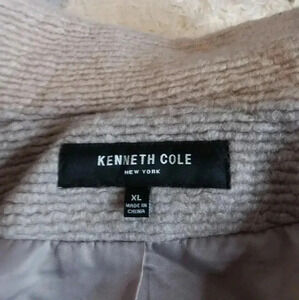 KENNETH COLE
NEW YORK
XL
MADE IN
CHINA